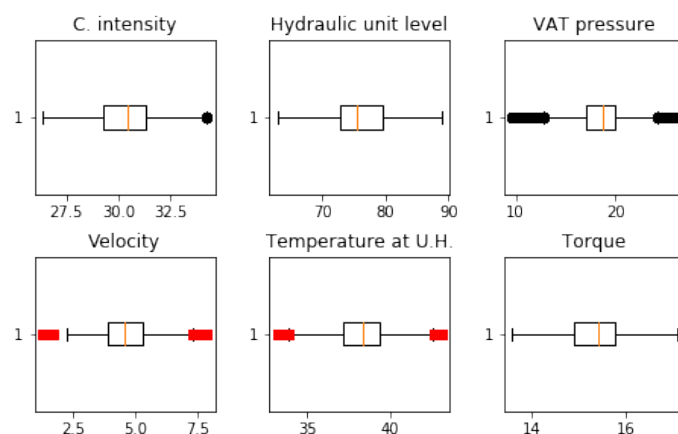 C. intensity
Hydraulic unit level
VAT pressure
1
1
1
27.5 30.0 32.5
70 80 90
10 20
Velocity
Temperature at U.H.
Torque
1
1
1
2.5 5.0 7.5
35 40
14 16